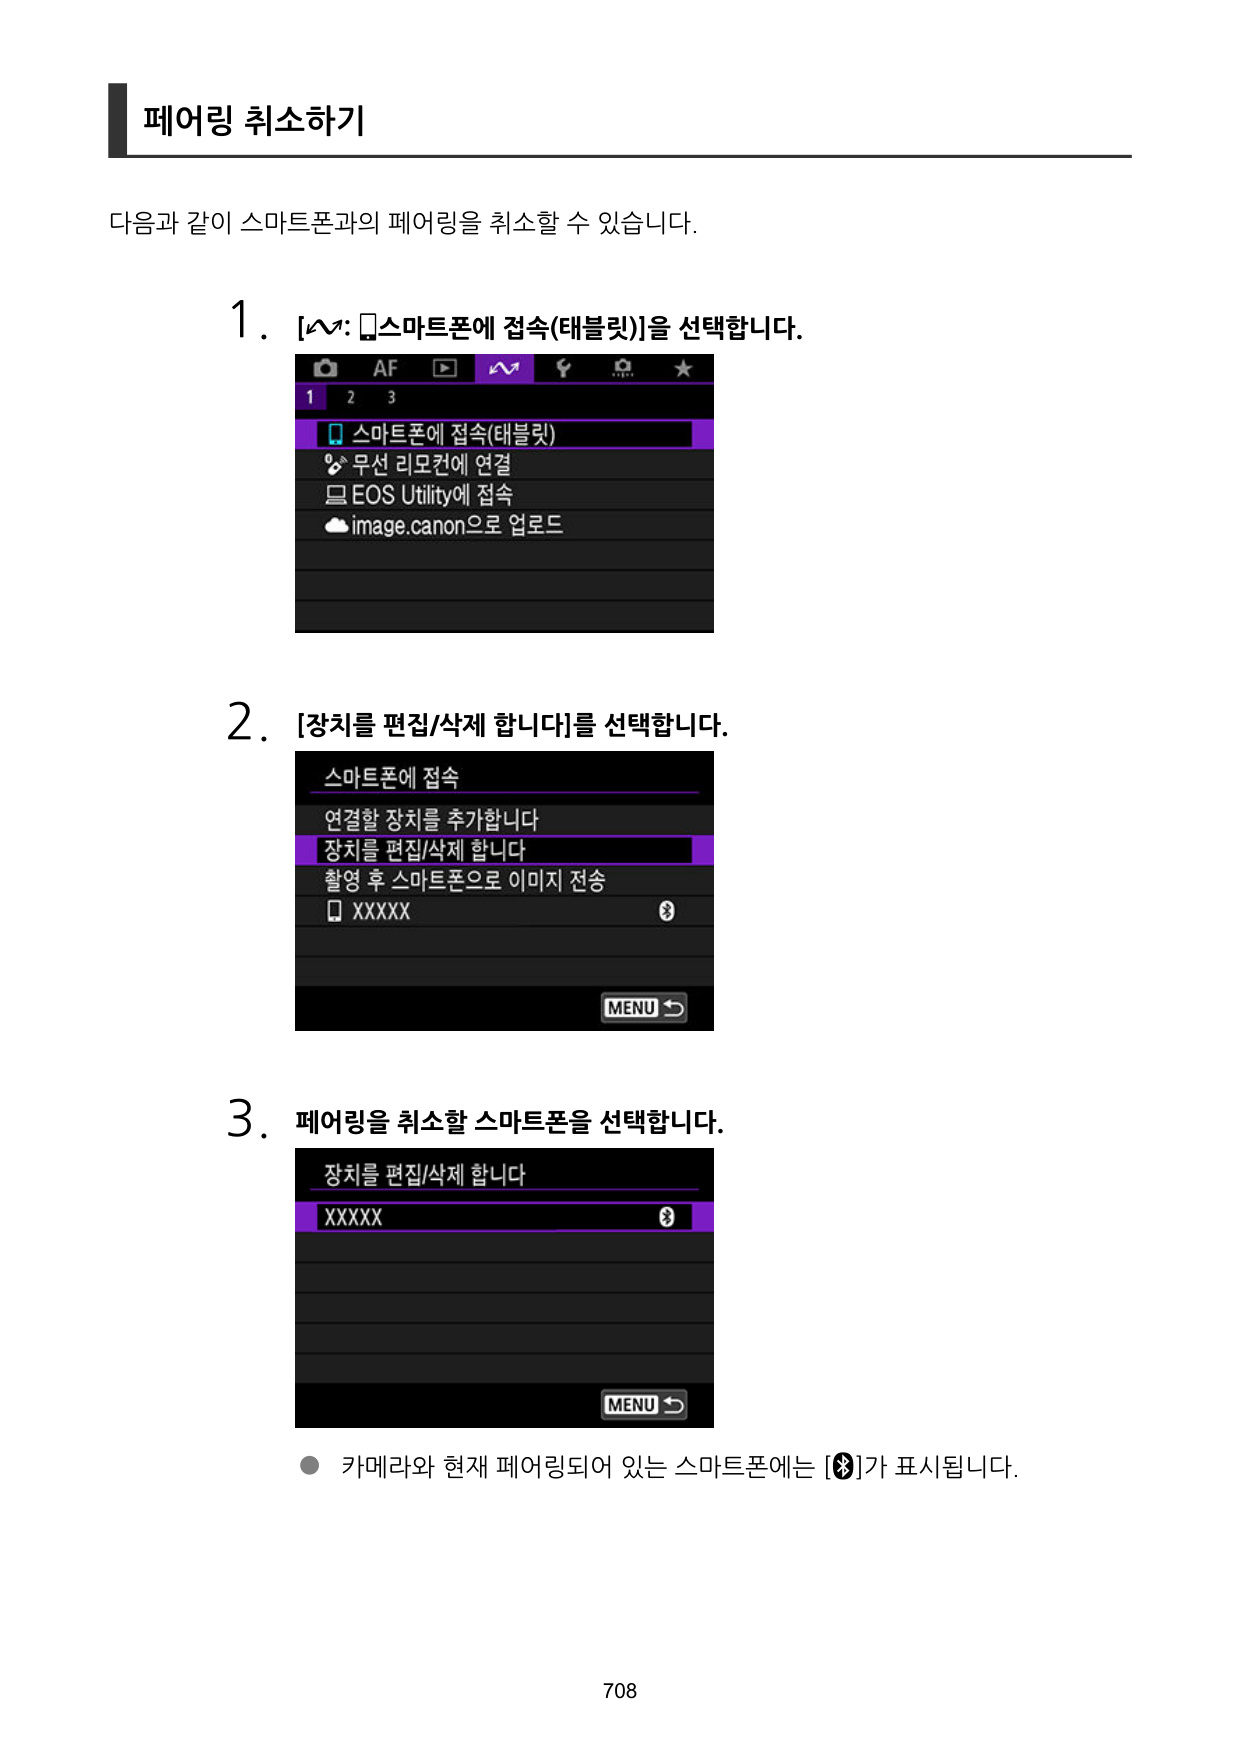 페어링 취소하기
다음과 같이 스마트폰과의 페어링을 취소할 수 있습니다.
1. [: 스마트폰에 접속(태블릿)]을 선택합니다.
AF
1 2 3
스마트폰에 접속(태블릿)
무선 리모컨에 연결
EOS Utility에 접속
image.canon으로 업로드
2. [장치를 편집/삭제 합니다]를 선택합니다.
스마트폰에 접속
연결할 장치를 추가합니다
장치를 편집/삭제 합니다
촬영 후 스마트폰으로 이미지 전송
XXXXX
MENU
3. 페어링을 취소할 스마트폰을 선택합니다.
장치를 편집/삭제 합니다
XXXXX
MENU
● 카메라와 현재 페어링되어 있는 스마트폰에는 []가 표시됩니다.
708